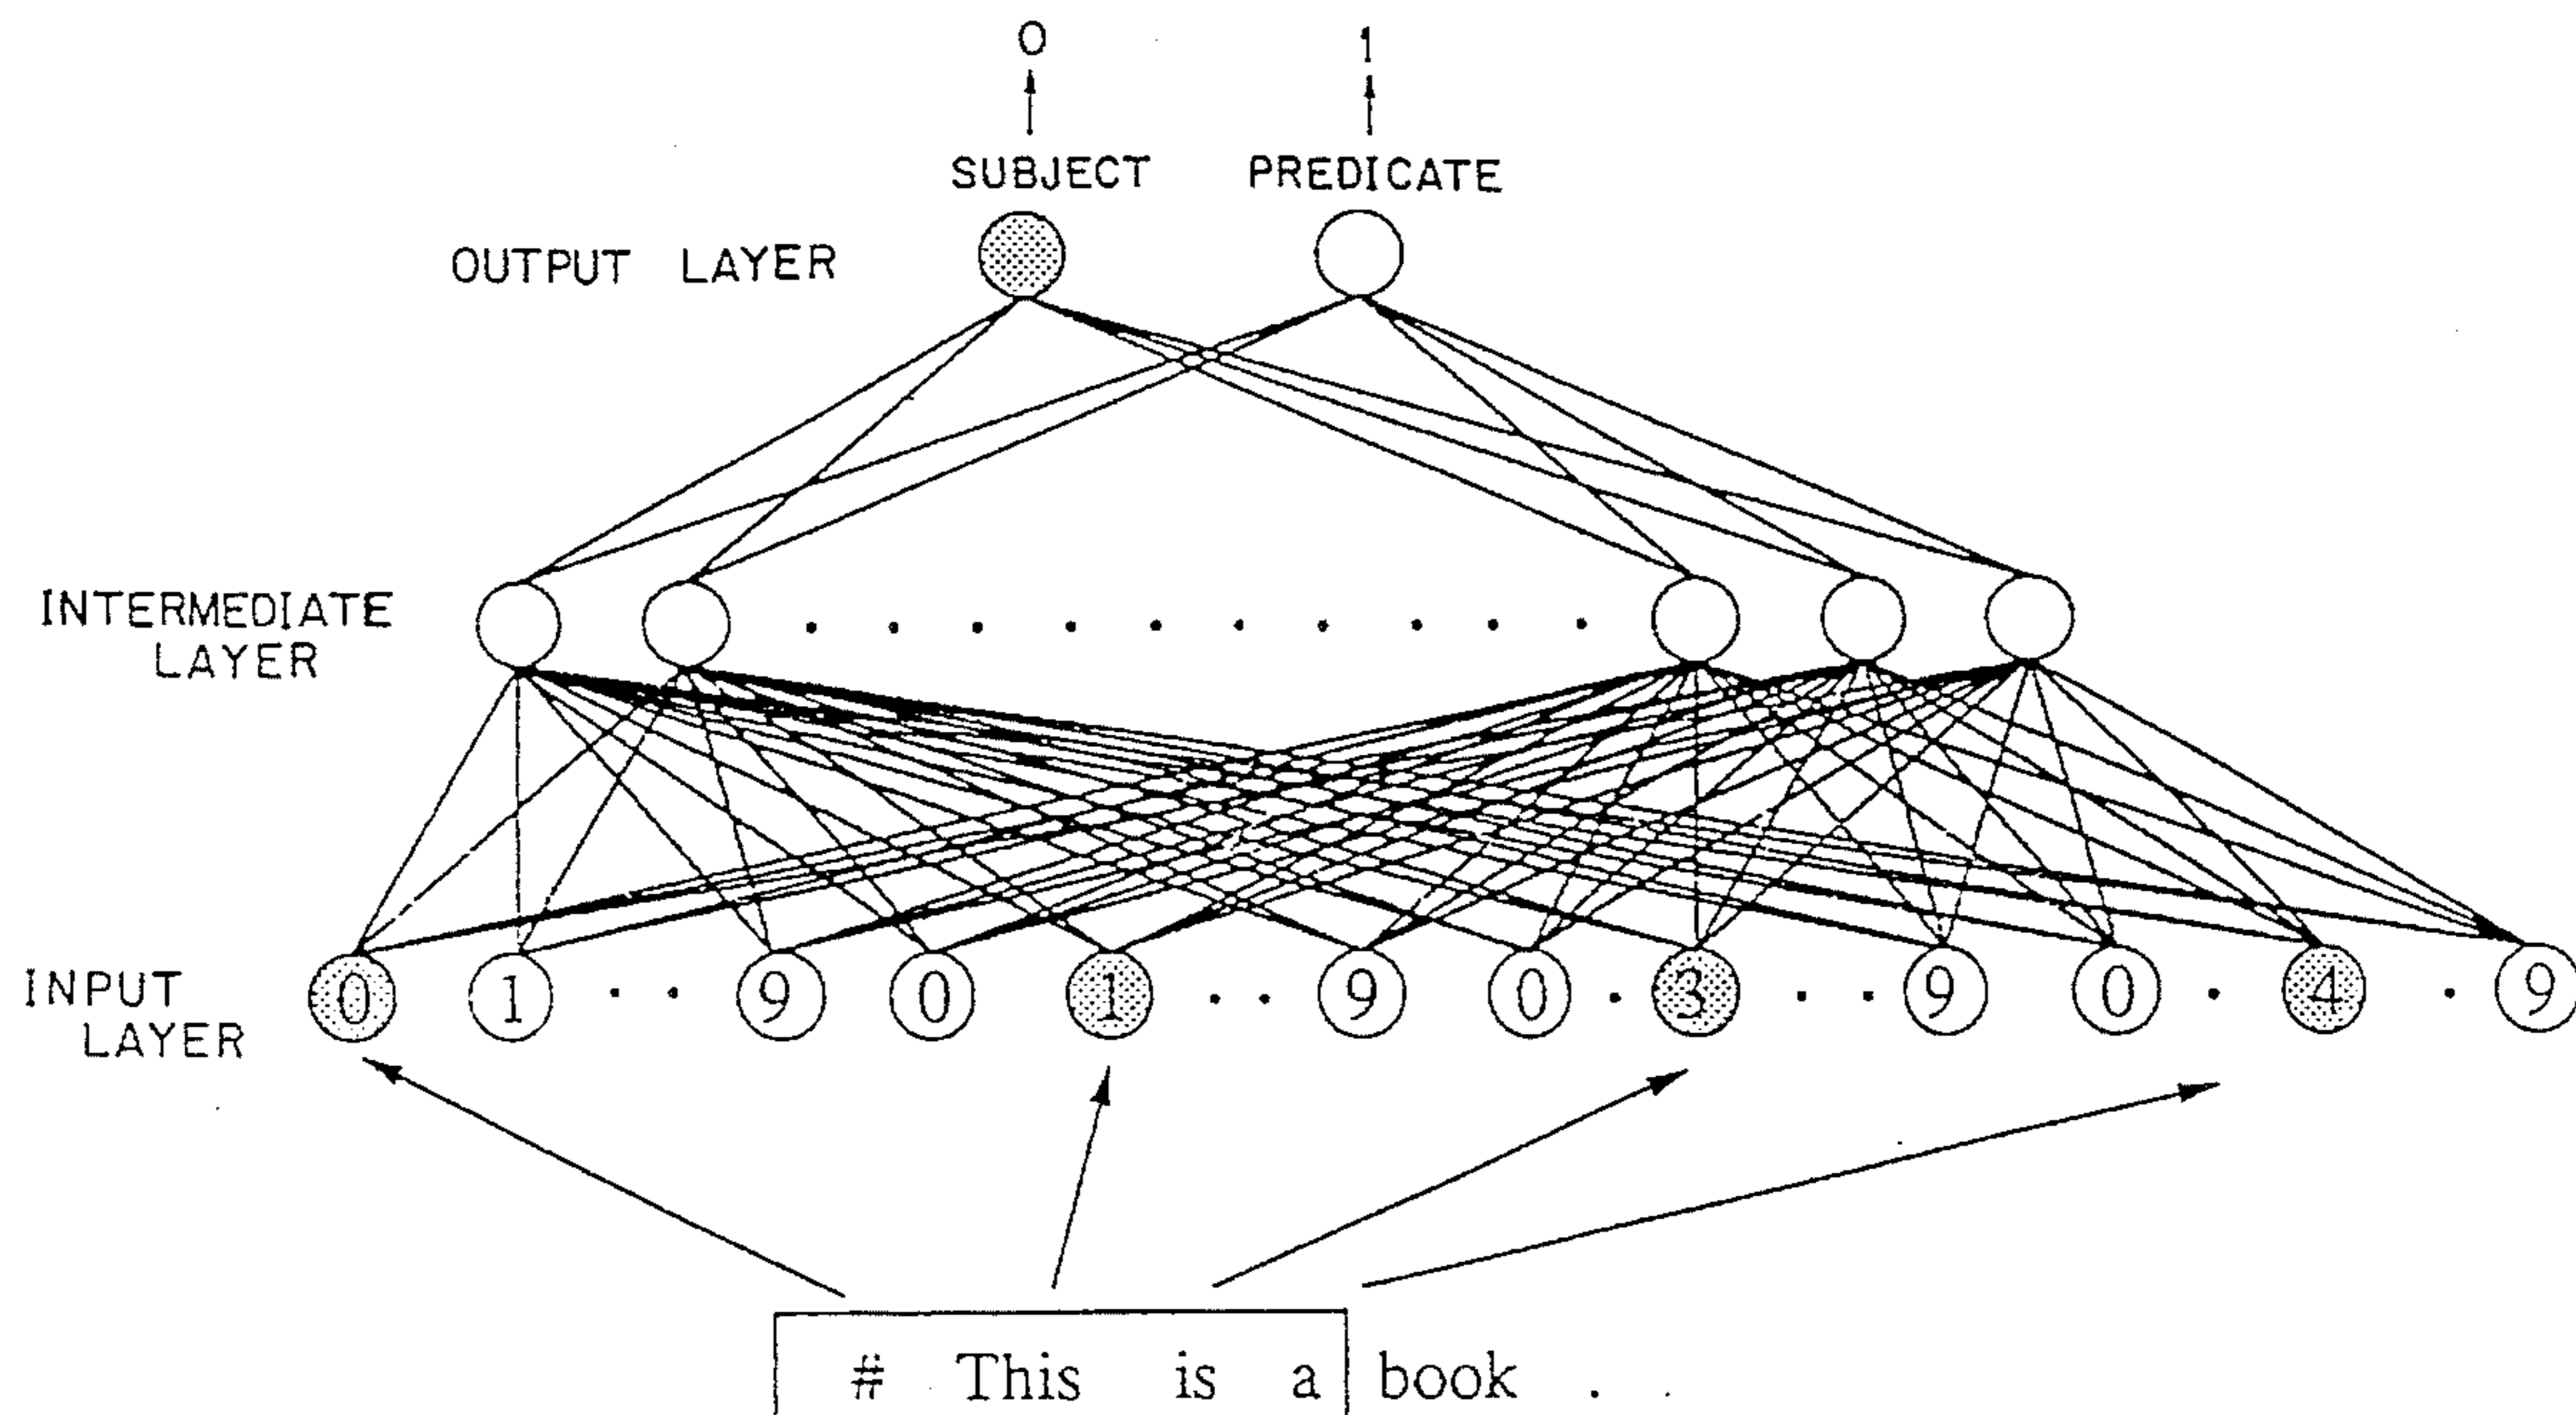 0 1
SUBJECT PREDICATE
OUTPUT LAYER
INTERMEDIATE
LAYER
INPUT
LAYER
0 1 . . 9 0 1 . . 9 0 . 3 . . 9 0 . 4 . 9
# This is a book .